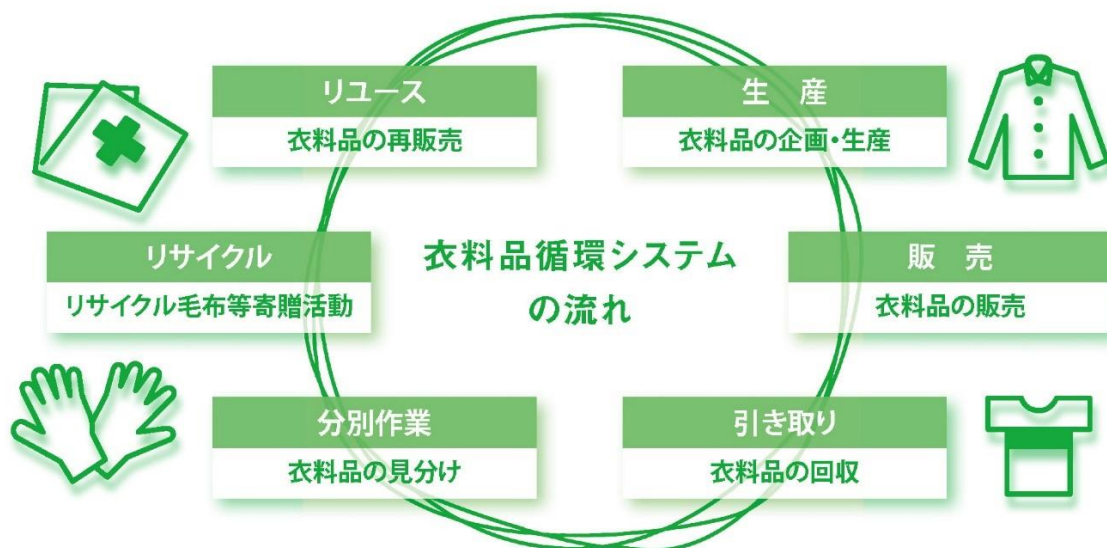 リユース
衣料品の再販売
生 産
衣料品の企画・生産
リサイクル
リサイクル毛布等寄贈活動
衣料品循環システム
の流れ
販 売
衣料品の販売
分別作業
衣料品の見分け
引き取り
衣料品の回収